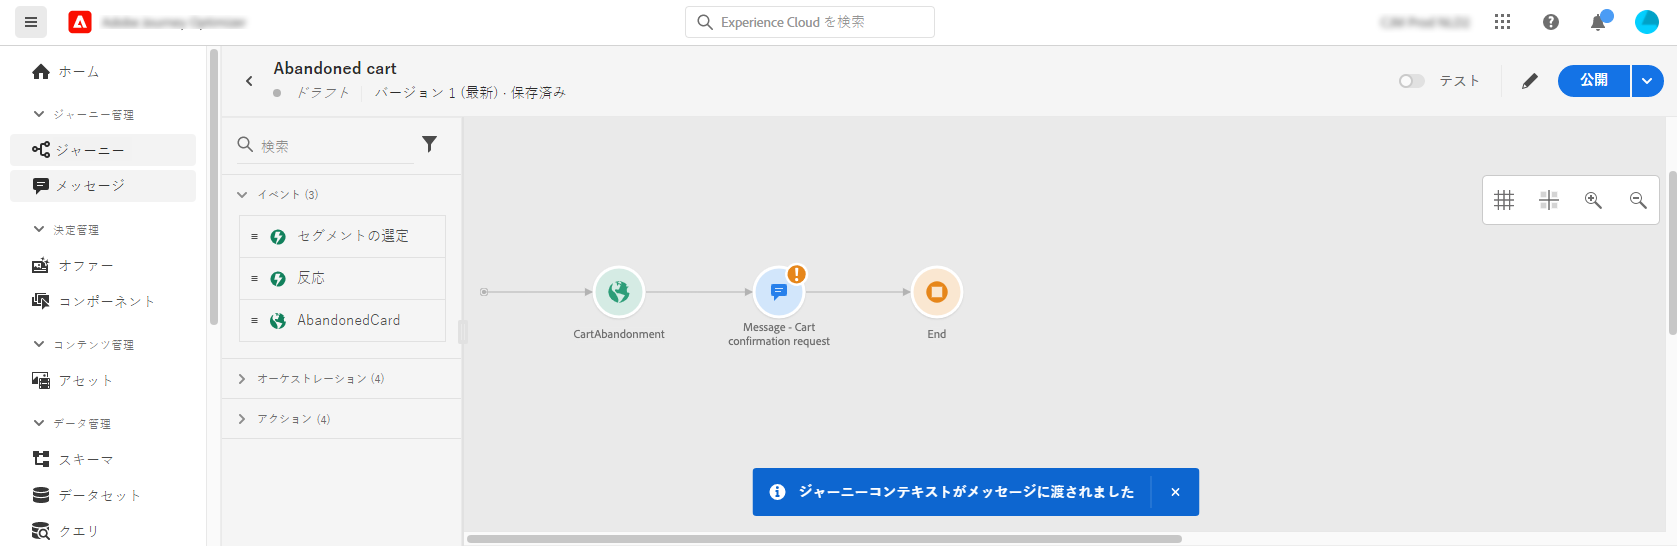 Experience Cloud を検索
ホーム
ジャーニー管理
ジャーニー
メッセージ
決定管理
オファー
コンポーネント
コンテンツ管理
アセット
データ管理
スキーマ
データセット
クエリ
Abandoned cart
ドラフト
バージョン 1 (最新) · 保存済み
テスト
公開
検索
イベント (3)
セグメントの選定
反応
AbandonedCard
オーケストレーション (4)
アクション (4)
CartAbandonment
Message - Cart
confirmation request
End
ジャーニーコンテキストがメッセージに渡されました